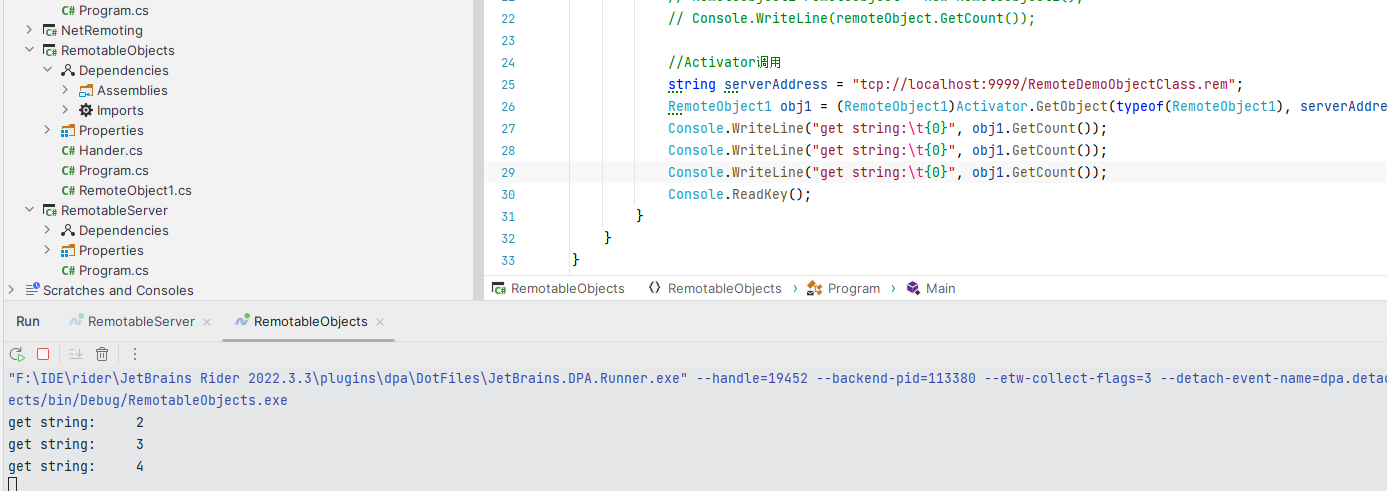 Program.cs
NetRemoting
RemotableObjects
Dependencies
Assemblies
Imports
Properties
Hander.cs
Program.cs
RemoteObject1.cs
RemotableServer
Dependencies
Properties
Program.cs
Scratches and Consoles
22 // Console.WriteLine(remoteObject.GetCount());
23
24 //Activator调用
25 string serverAddress = "tcp://localhost:9999/RemoteDemoObjectClass.rem";
26 RemoteObject1 obj1 = (RemoteObject1)Activator.GetObject(typeof(RemoteObject1), serverAddre
27 Console.WriteLine("get string:\t{0}", obj1.GetCount());
28 Console.WriteLine("get string:\t{0}", obj1.GetCount());
29 Console.WriteLine("get string:\t{0}", obj1.GetCount());
30 Console.ReadKey();
31 }
32 }
33 }
RemotableObjects RemotableObjects Program Main
Run RemotableServer RemotableObjects
"F:\IDE\rider\JetBrains Rider 2022.3.3\plugins\dpa\DotFiles\JetBrains.DPA.Runner.exe" --handle=19452 --backend-pid=113380 --etw-collect-flags=3 --detach-event-name=dpa.detac
ects/bin/Debug/RemotableObjects.exe
get string: 2
get string: 3
get string: 4